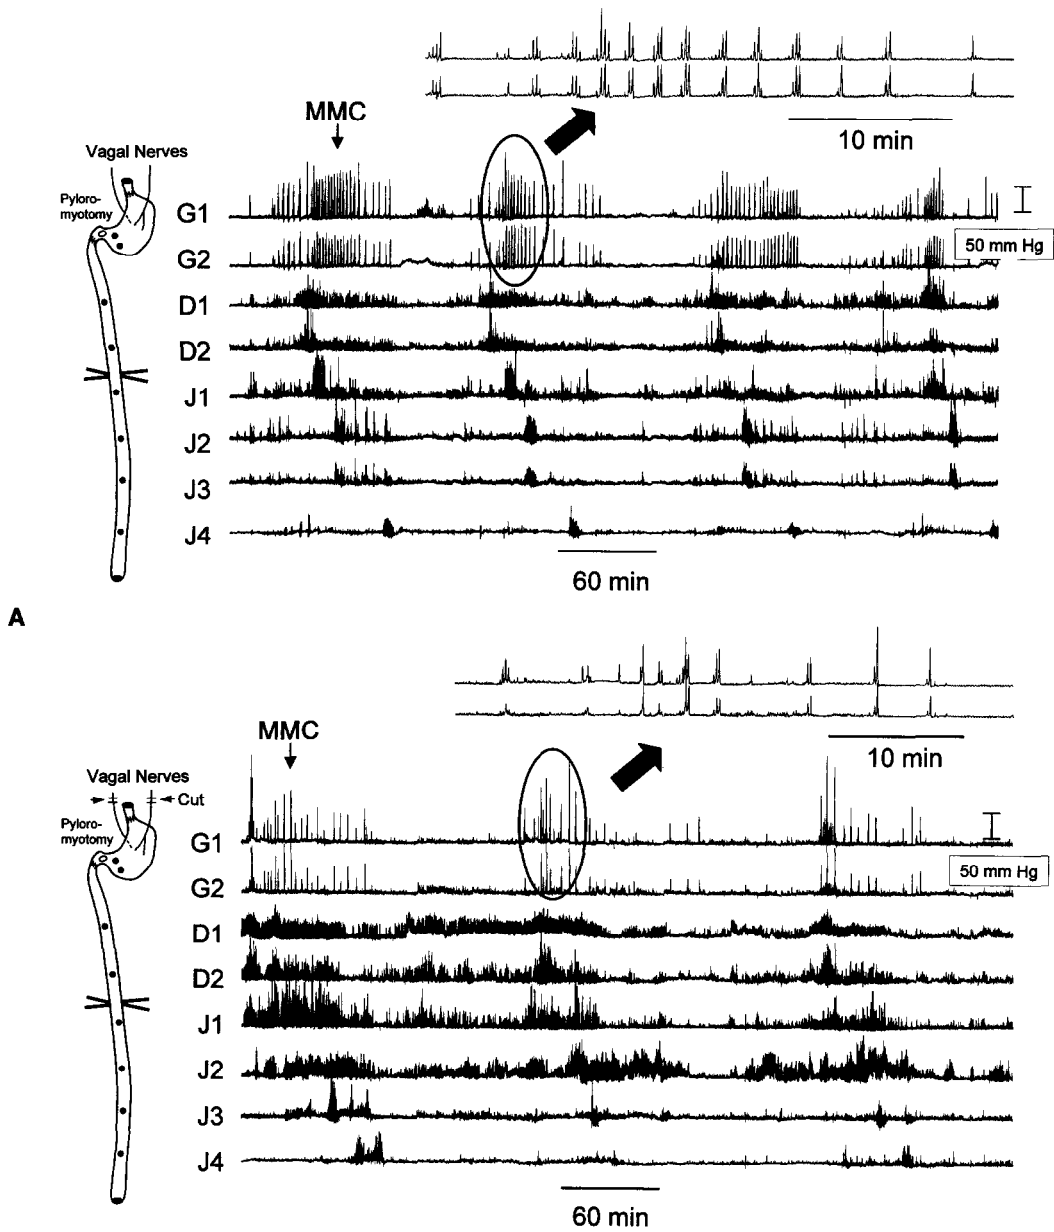 MMC
10 min
Vagal Nerves
Pyloro-
myotomy
G1
50 mm Hg
G2
D1
D2
J1
J2
J3
J4
60 min
A
MMC
10 min
Vagal Nerves
Cut
Pyloro-
myotomy
G1
50 mm Hg
G2
D1
D2
J1
J2
J3
J4
60 min